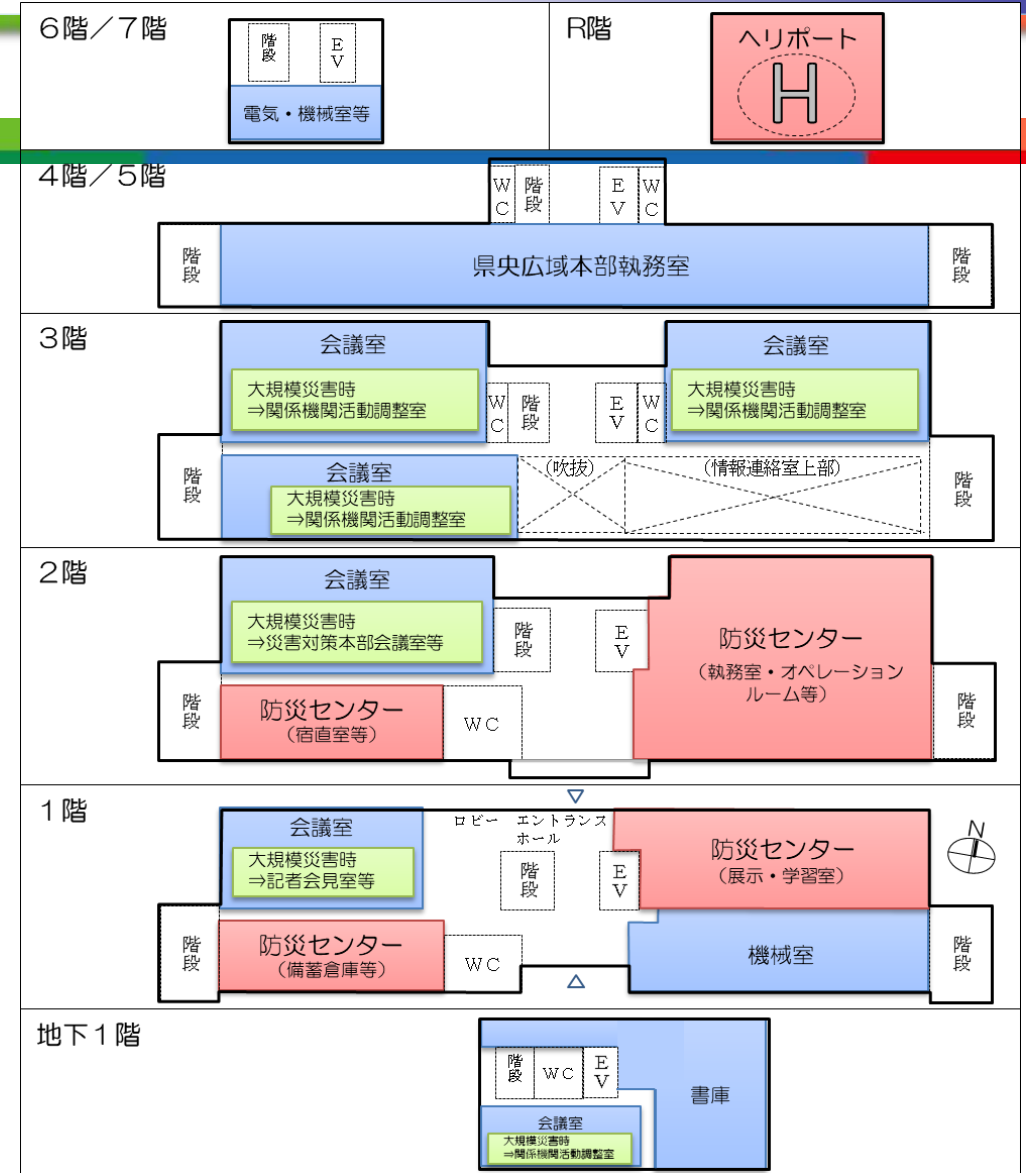 6階／7階
階段
EV
電気・機械室等
R階
ヘリポート
H
4階／5階
WC
階段
EV
WC
階段
県央広域本部執務室
階段
3階
会議室
大規模災害時
⇒関係機関活動調整室
WC
階段
EV
WC
会議室
大規模災害時
⇒関係機関活動調整室
階段
会議室
大規模災害時
⇒関係機関活動調整室
(吹抜)
(情報連絡室上部)
階段
2階
会議室
大規模災害時
⇒災害対策本部会議室等
階段
EV
防災センター
（執務室・オペレーション
ルーム等）
階段
防災センター
（宿直室等）
WC
階段
1階
会議室
大規模災害時
⇒記者会見室等
ロビー エントランス
ホール
階段
EV
防災センター
（展示・学習室）
N
階段
防災センター
（備蓄倉庫等）
WC
機械室
階段
地下1階
階段
WC
EV
書庫
会議室
大規模災害時
⇒関係機関活動調整室